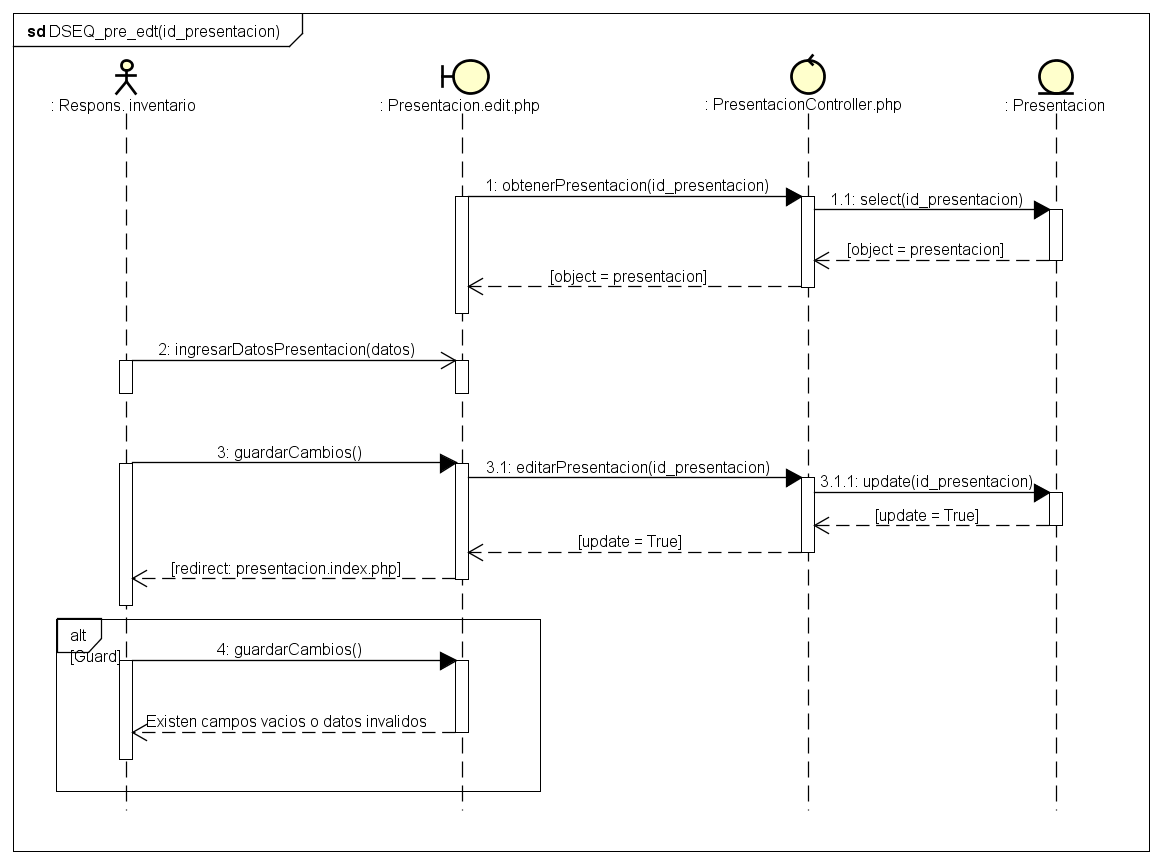 sd DSEQ_pre_edt(id_presentacion)
: Respons. inventario
: Presentacion.edit.php
: PresentacionController.php
: Presentacion
1: obtenerPresentacion(id_presentacion)
1.1: select(id_presentacion)
[object = presentacion]
[object = presentacion]
2: ingresarDatosPresentacion(datos)
3: guardarCambios()
3.1: editarPresentacion(id_presentacion)
3.1.1: update(id_presentacion)
[update = True]
[update = True]
[redirect: presentacion.index.php]
alt
[Guard]
4: guardarCambios()
Existen campos vacios o datos invalidos